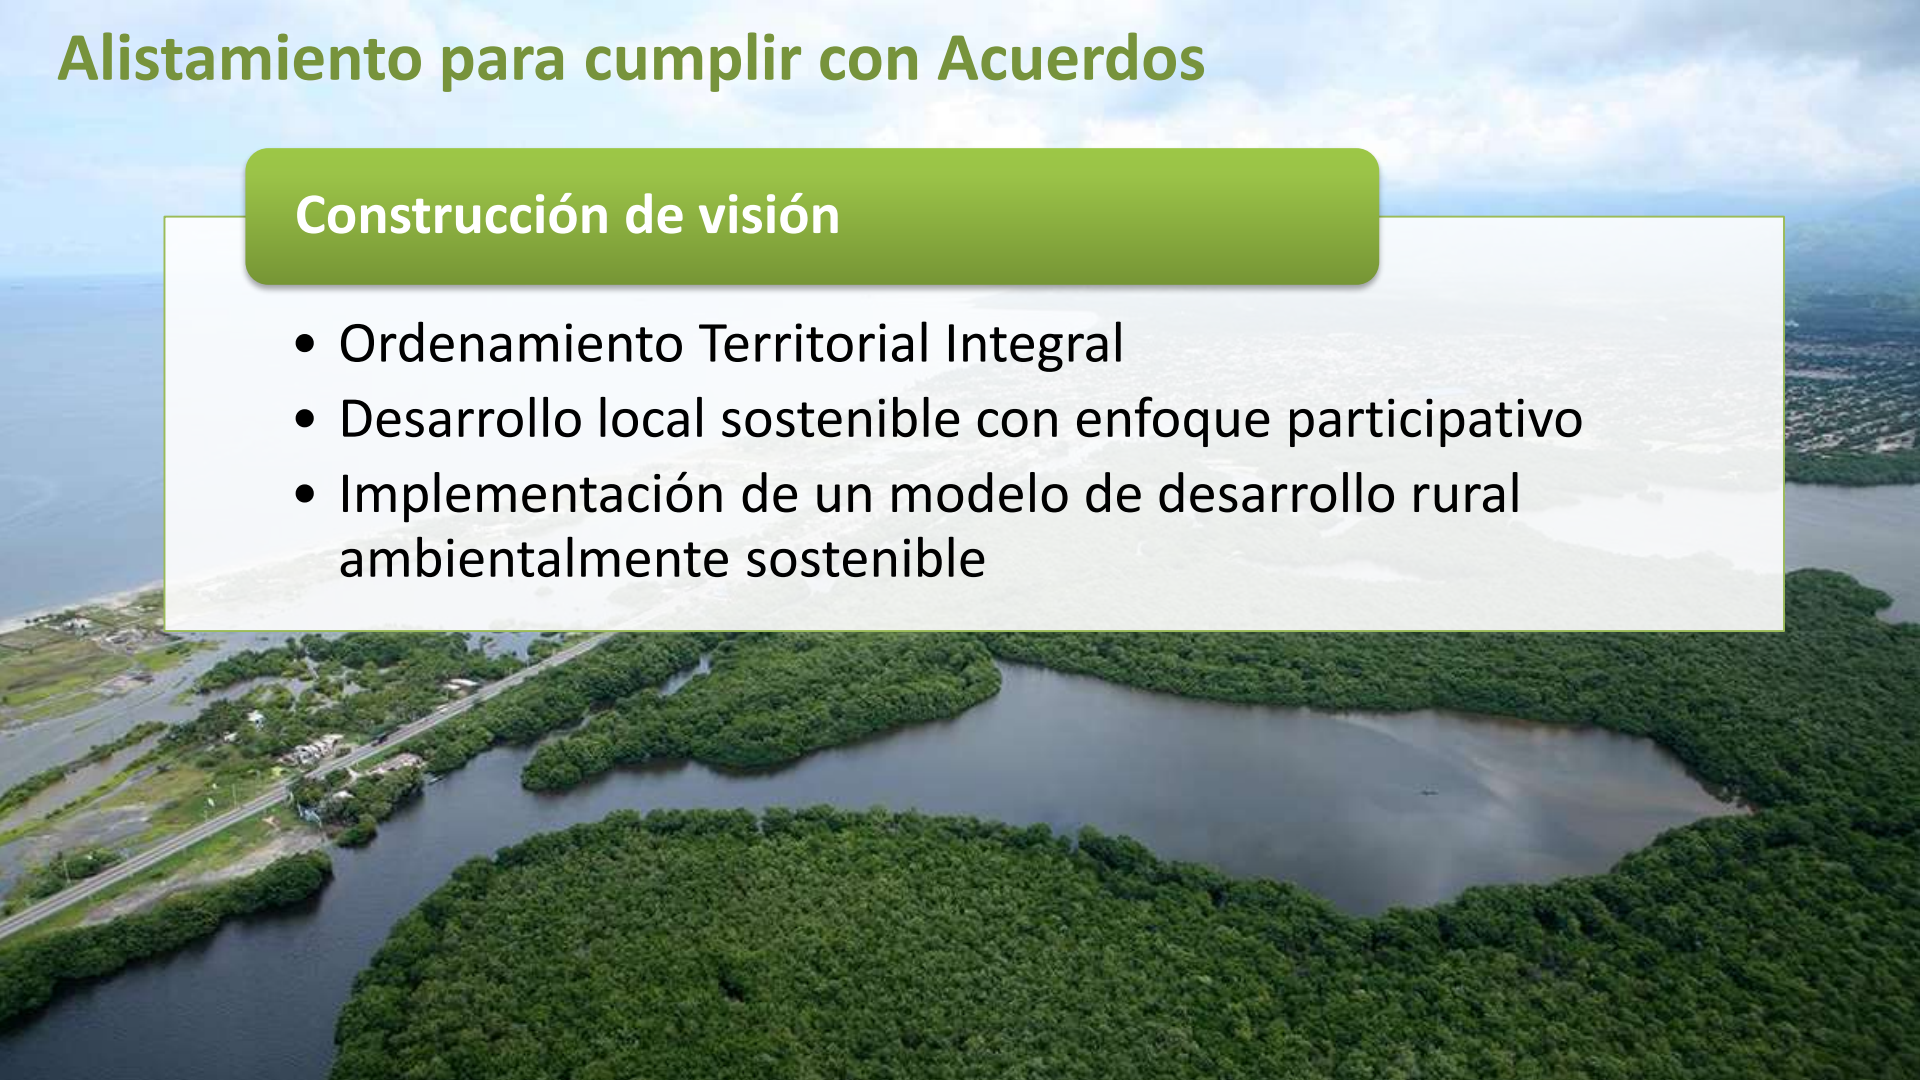 Alistamiento para cumplir con Acuerdos
Construcción de visión
• Ordenamiento Territorial Integral
• Desarrollo local sostenible con enfoque participativo
• Implementación de un modelo de desarrollo rural
ambientalmente sostenible